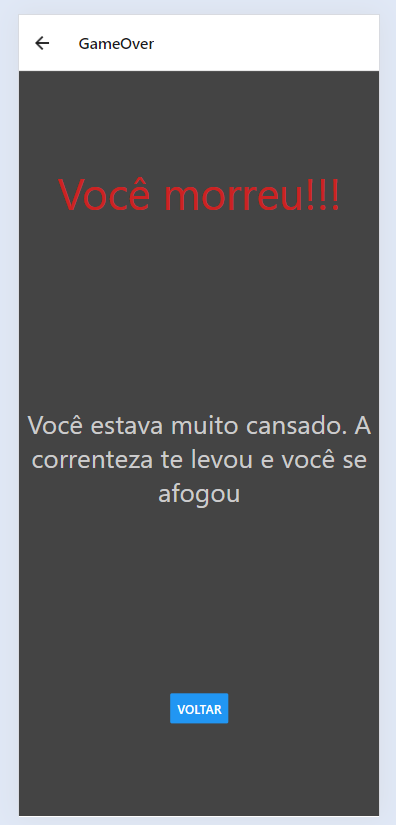 GameOver
Você morreu!!!
Você estava muito cansado. A
correnteza te levou e você se
afogou
VOLTAR